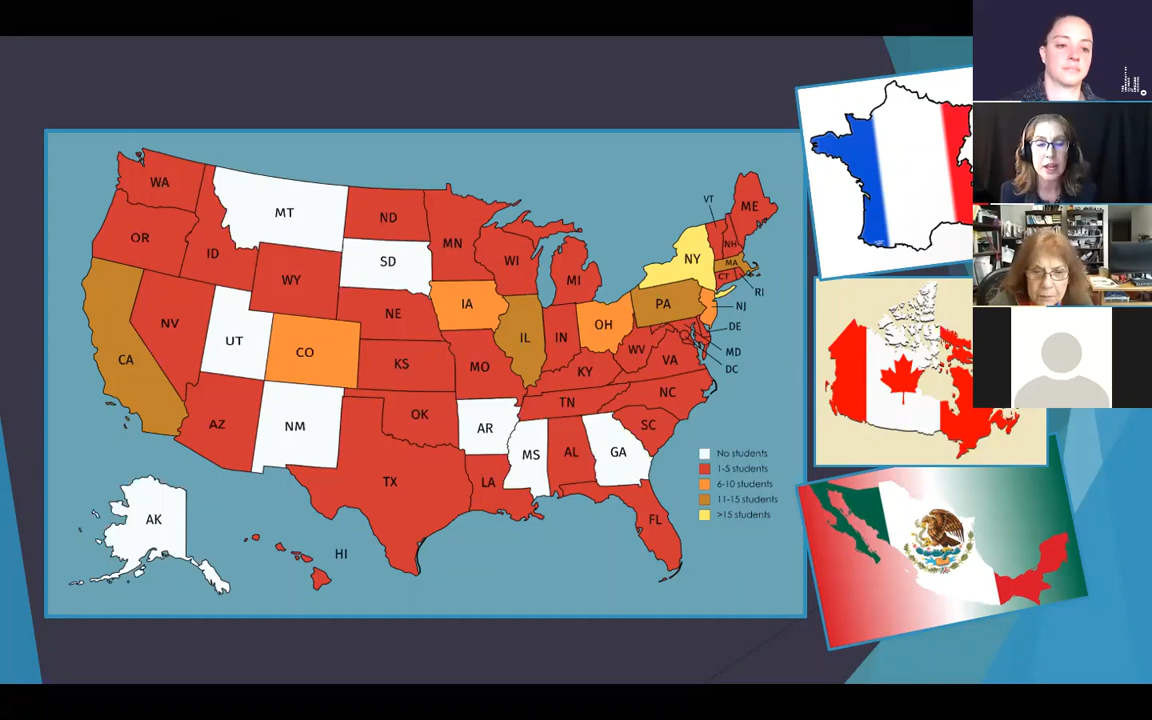 WA
MT
ND
MN
OR
ID
WY
SD
WI
MI
VT
ME
NH
NY
MA
CT
RI
NV
UT
CO
NE
IA
IL
IN
OH
PA
NJ
DE
MD
DC
CA
KS
MO
KY
WV
VA
AZ
NM
OK
AR
TN
NC
SC
TX
LA
MS
AL
GA
FL
AK
HI
No students
1-5 students
6-10 students
11-15 students
>15 students